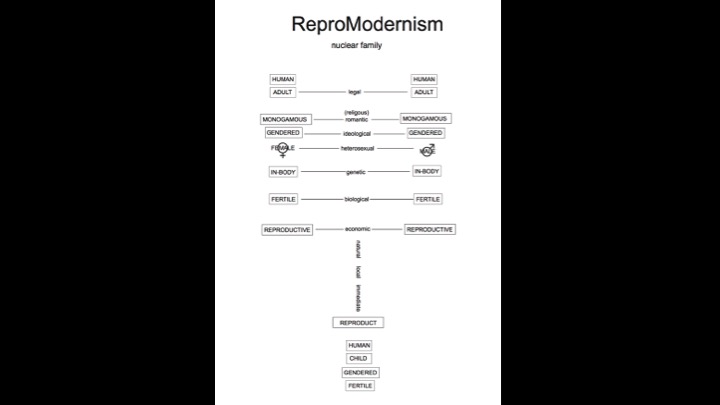 ReproModernism
nuclear family
HUMAN HUMAN
ADULT legal ADULT
(religous)
MONOGAMOUS romantic MONOGAMOUS
GENDERED ideological GENDERED
FEMALE heterosexual MALE
IN-BODY genetic IN-BODY
FERTILE biological FERTILE
REPRODUCTIVE economic REPRODUCTIVE
natural local immediate
REPRODUCT
HUMAN
CHILD
GENDERED
FERTILE